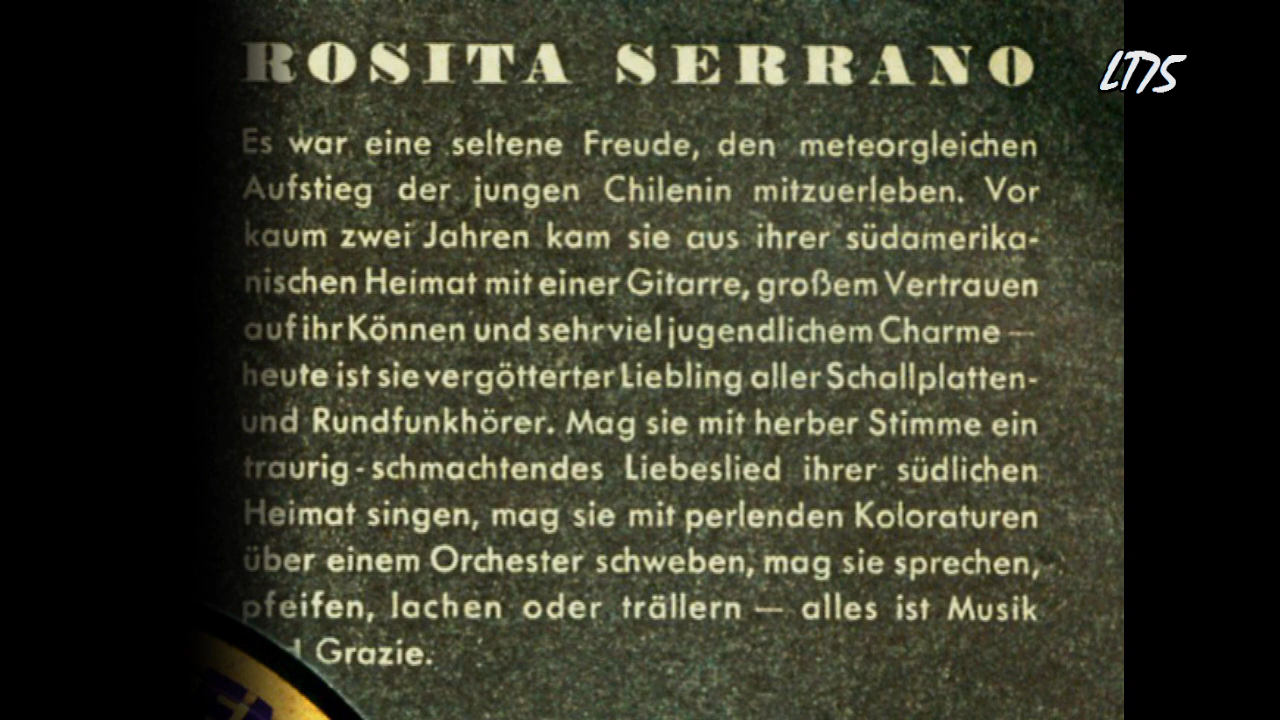 ROSITA SERRANO
LT75
Es war eine seltene Freude, den meteorgleichen
Aufstieg der jungen Chilenin mitzuerleben. Vor
kaum zwei Jahren kam sie aus ihrer südamerika-
nischen Heimat mit einer Gitarre, großem Vertrauen
auf ihr Können und sehr viel jugendlichem Charme —
heute ist sie vergötterter Liebling aller Schallplatten-
und Rundfunkhörer. Mag sie mit herber Stimme ein
traurig-schmachtendes Liebeslied ihrer südlichen
Heimat singen, mag sie mit perlenden Koloraturen
über einem Orchester schweben, mag sie sprechen,
pfeifen, lachen oder trällern — alles ist Musik
Grazie.